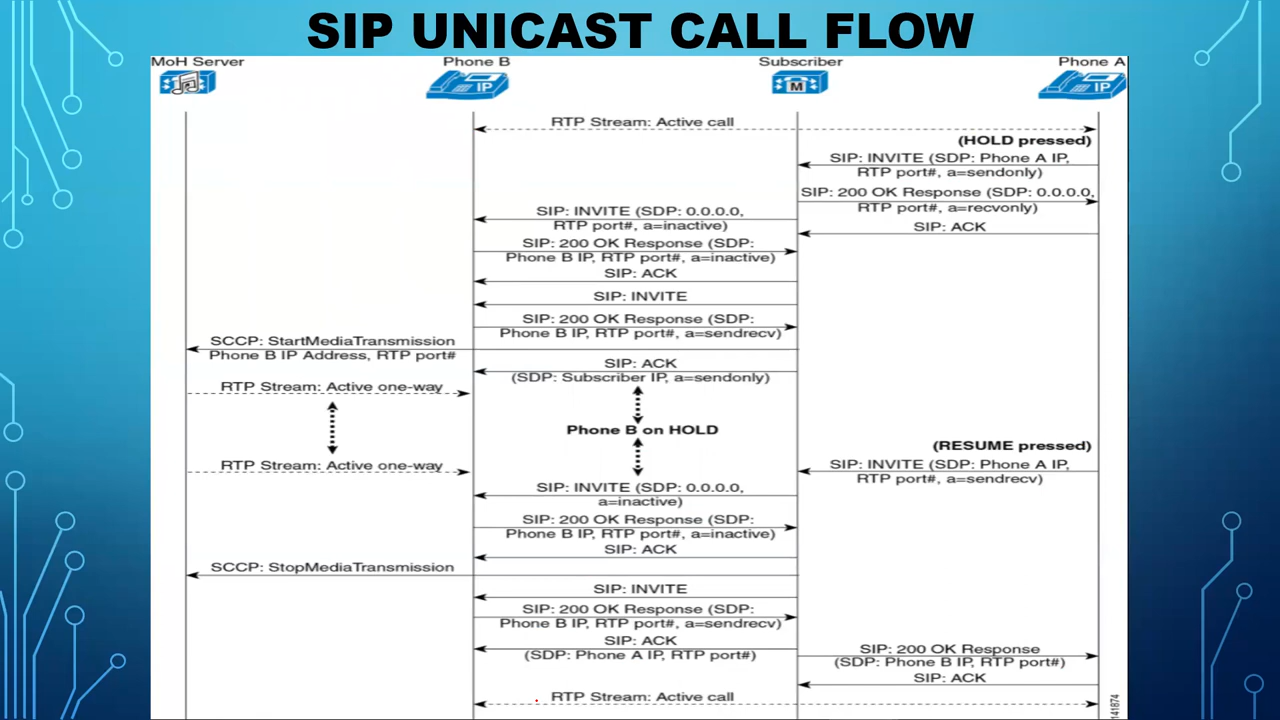 SIP UNICAST CALL FLOW
MoH Server
Phone B
Subscriber
Phone A
IP
M
IP
RTP Stream: Active call
(HOLD pressed)
SIP: INVITE (SDP: Phone A IP,
RTP port#, a=sendonly)
SIP: 200 OK Response (SDP: 0.0.0.0,
RTP port#, a=recvonly)
SIP: INVITE (SDP: 0.0.0.0,
RTP port#, a=inactive)
SIP: ACK
SIP: 200 OK Response (SDP:
Phone B IP, RTP port#, a=inactive)
SIP: ACK
SIP: INVITE
SIP: 200 OK Response (SDP:
Phone B IP, RTP port#, a=sendrecv)
SCCP: StartMediaTransmission
Phone B IP Address, RTP port#
SIP: ACK
(SDP: Subscriber IP, a=sendonly)
RTP Stream: Active one-way
Phone B on HOLD
(RESUME pressed)
RTP Stream: Active one-way
SIP: INVITE (SDP: Phone A IP,
RTP port#, a=sendrecv)
SIP: INVITE (SDP: 0.0.0.0,
a=inactive)
SIP: 200 OK Response (SDP:
Phone B IP, RTP port#, a=inactive)
SIP: ACK
SCCP: StopMediaTransmission
SIP: INVITE
SIP: 200 OK Response (SDP:
Phone B IP, RTP port#, a=sendrecv)
SIP: ACK
(SDP: Phone A IP, RTP port#)
SIP: 200 OK Response
(SDP: Phone B IP, RTP port#)
SIP: ACK
RTP Stream: Active call
141874